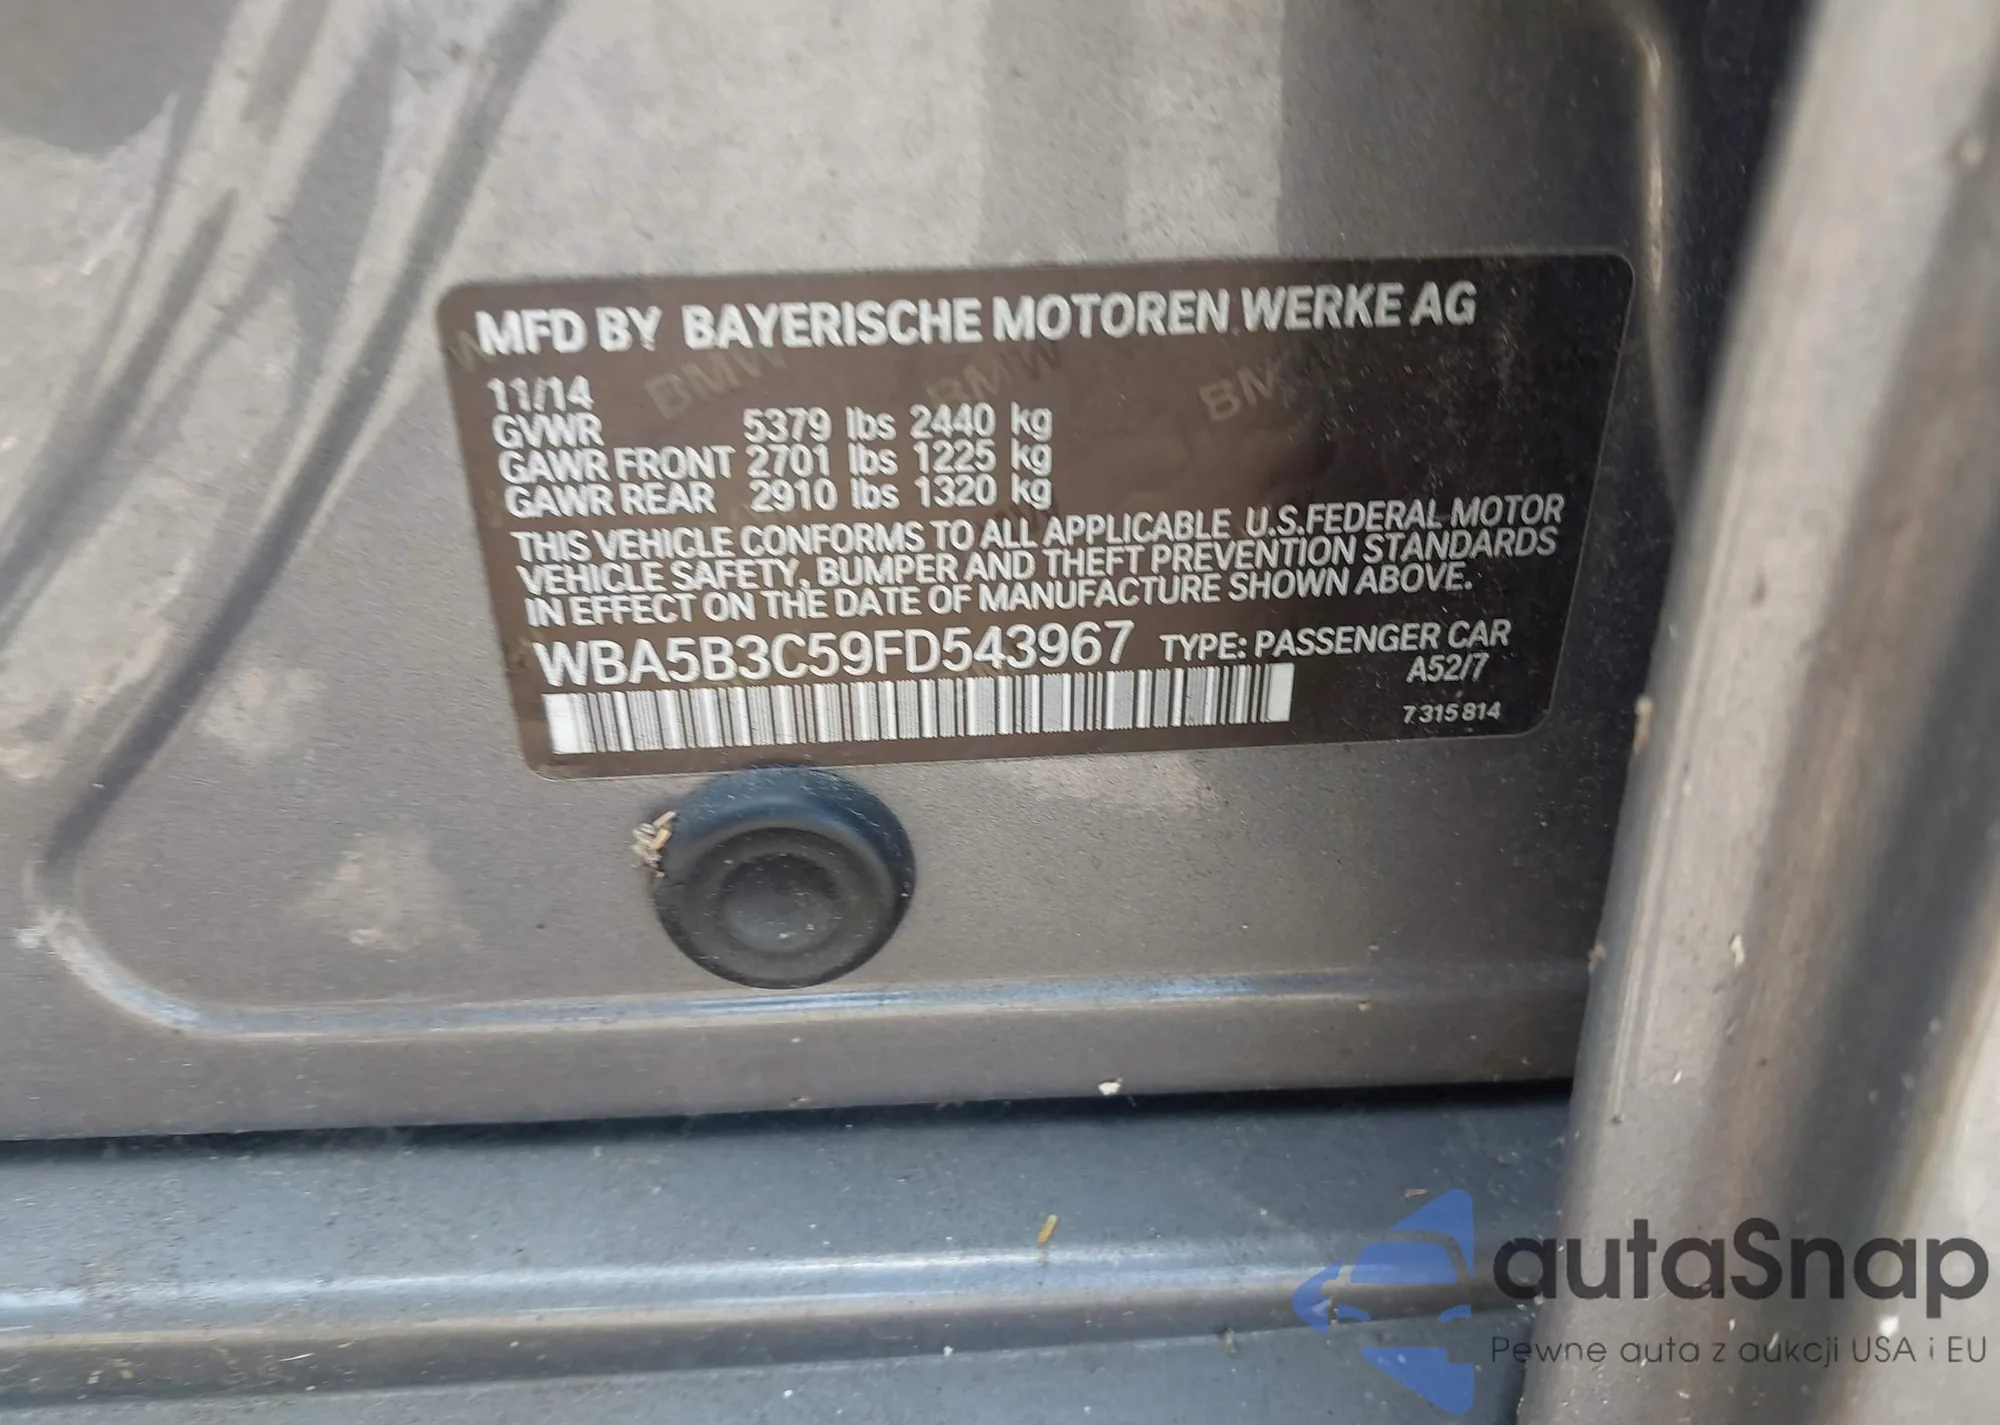 MFD BY BAYERISCHE MOTOREN WERKE AG
11/14
GVWR 5379 lbs 2440 kg
GAWR FRONT 2701 lbs 1225 kg
GAWR REAR 2910 lbs 1320 kg
THIS VEHICLE CONFORMS TO ALL APPLICABLE U.S.FEDERAL MOTOR
VEHICLE SAFETY, BUMPER AND THEFT PREVENTION STANDARDS
IN EFFECT ON THE DATE OF MANUFACTURE SHOWN ABOVE.
WBA5B3C59FD543967 TYPE: PASSENGER CAR
A52/7
7 315 814
autaSnap
Pewne auta z aukcji USA i EU